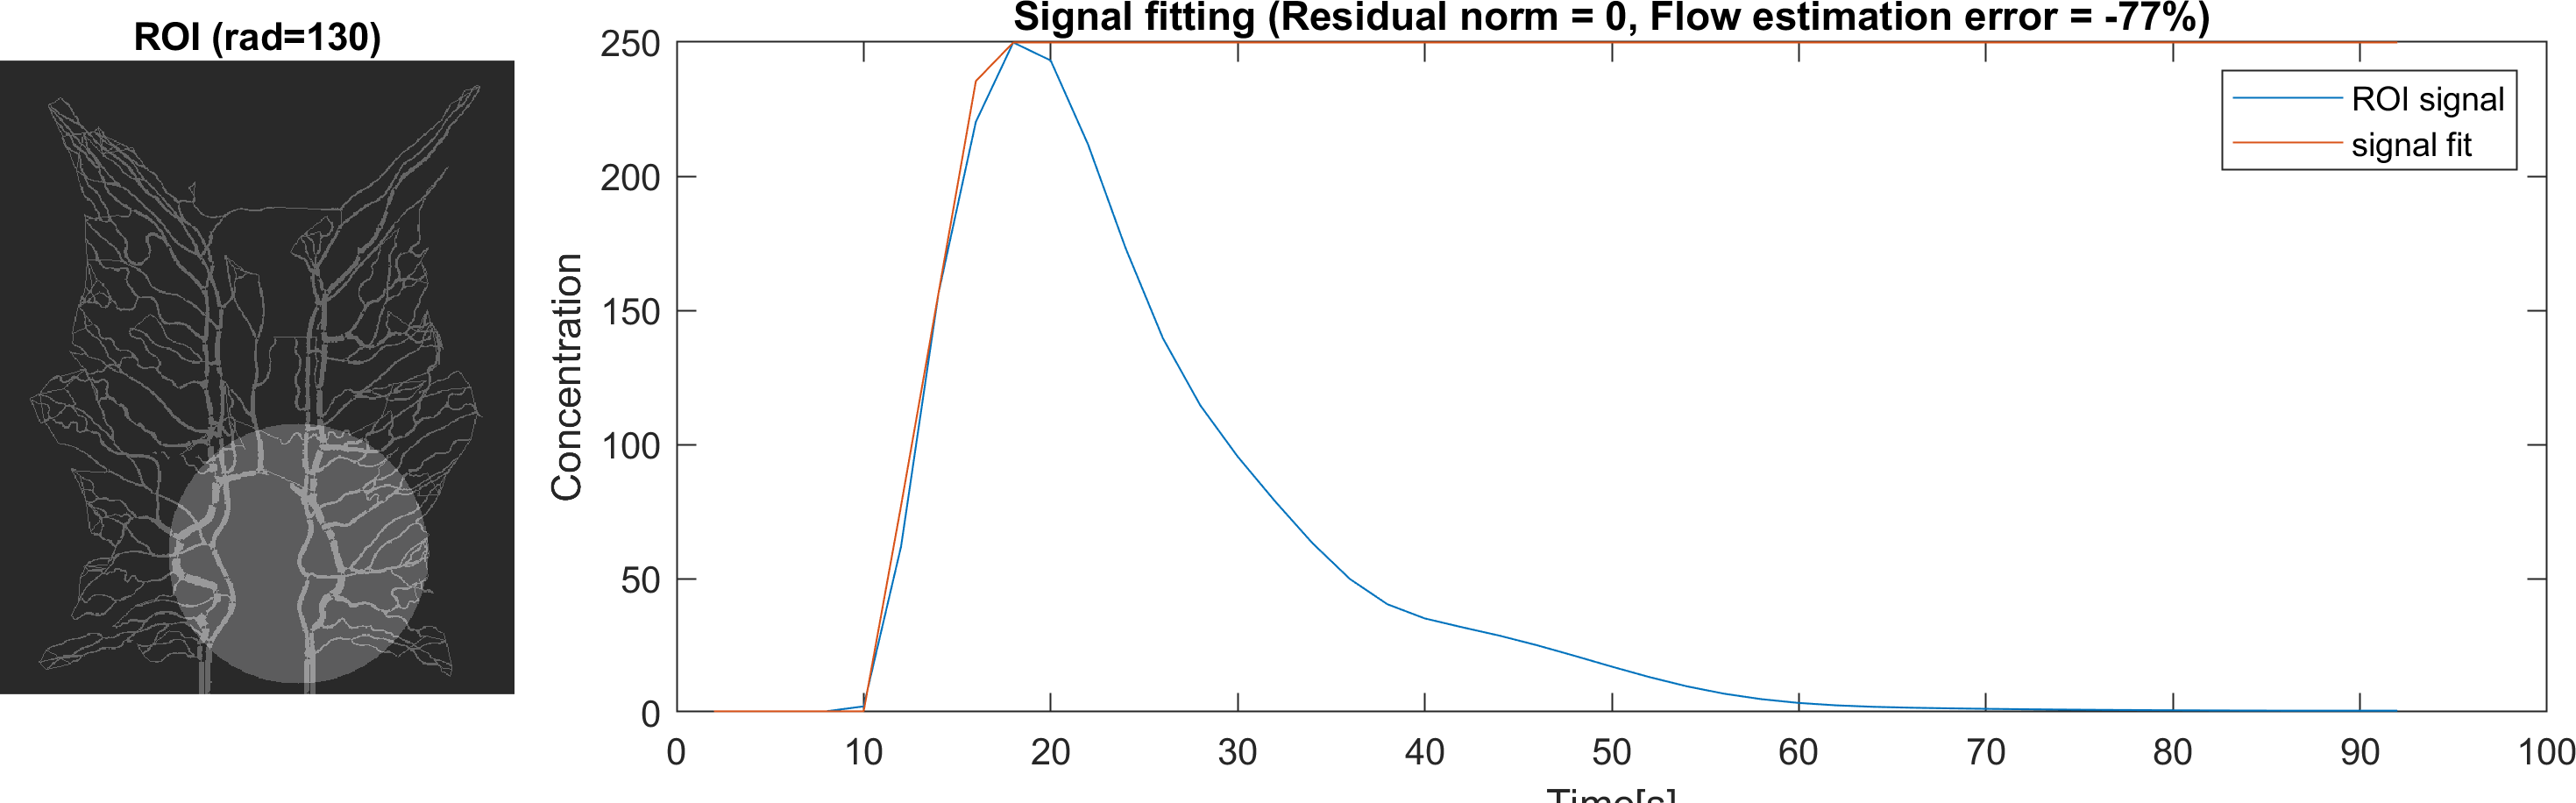 ROI (rad=130)
Signal fitting (Residual norm = 0, Flow estimation error = -77%)
250
200
150
100
50
0
Concentration
ROI signal
signal fit
0 10 20 30 40 50 60 70 80 90 100
Time[s]